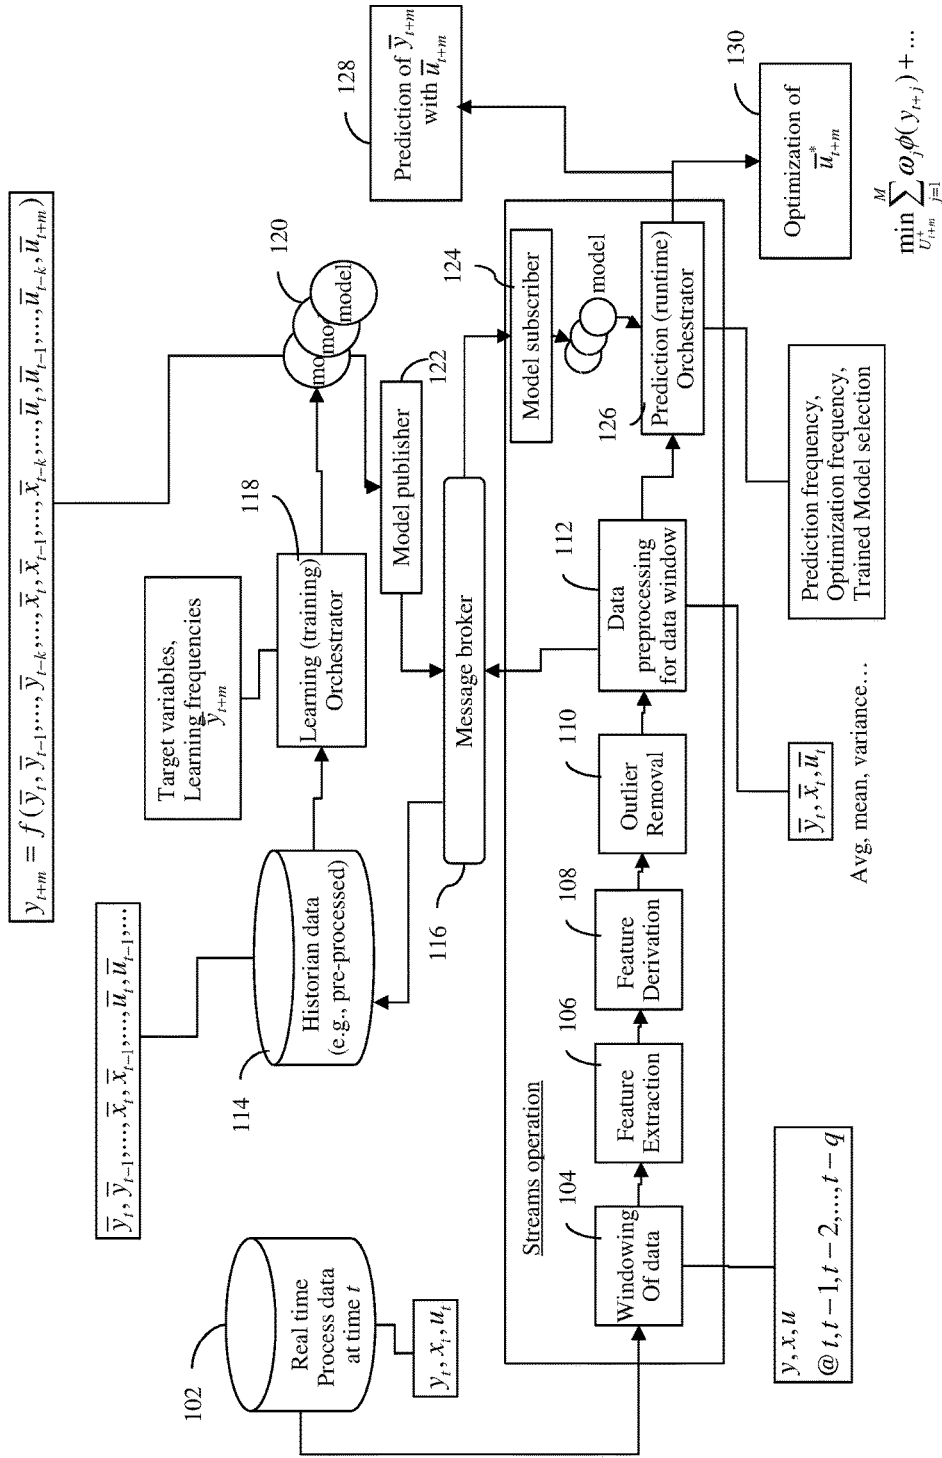 y_{t+m} = f(ȳ_t, ȳ_{t−1},..., ȳ_{t−k},..., x̄_t, x̄_{t−1},..., x̄_{t−k},..., ū_t, ū_{t−1},..., ū_{t−k}, ū_{t+m})
ȳ_t, ȳ_{t−1},..., x̄_t, x̄_{t−1},..., ū_t, ū_{t−1},...
102
Real time
Process data
at time t
y_t, x_t, u_t
114
Historian data
(e.g., pre-processed)
Target variables,
Learning frequencies
ȳ_{t+m}
118
Learning (training)
Orchestrator
120
mo
mo
model
Model publisher
122
116
Message broker
128
Prediction of ȳ_{t+m}
with ū_{t+m}
Streams operation
104
Windowing
Of data
106
Feature
Extraction
108
Feature
Derivation
110
Outlier
Removal
112
Data
preprocessing
for data window
Model subscriber
124
model
126
Prediction (runtime)
Orchestrator
130
Optimization of
ū*_{t+m}
min_{U^+_{t+m}} ∑_{j=1}^{M} ω_j ϕ(y_{t+j}) + ...
y, x, u
@ t, t−1, t−2,..., t−q
ȳ_t, x̄_t, ū_t
Avg, mean, variance...
Prediction frequency,
Optimization frequency,
Trained Model selection